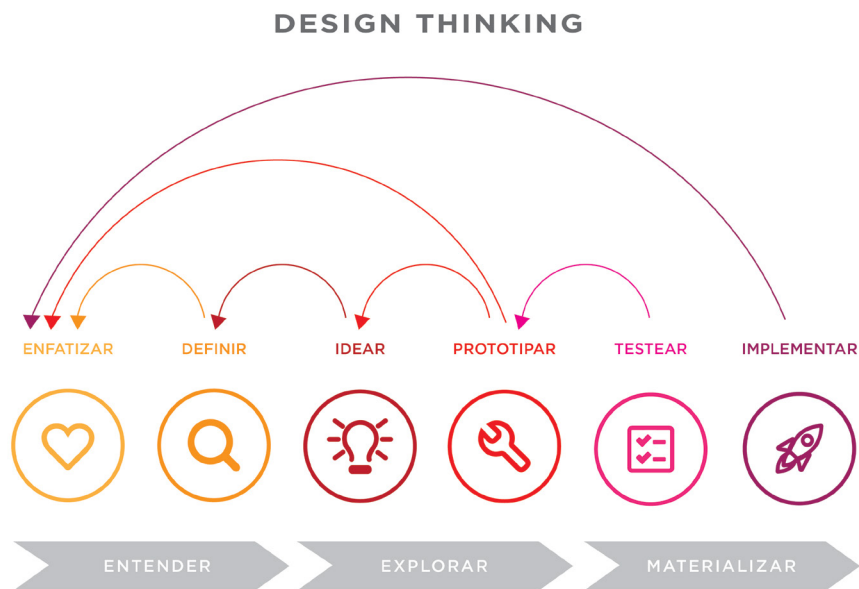 DESIGN THINKING
ENFATIZAR
DEFINIR
IDEAR
PROTOTIPAR
TESTEAR
IMPLEMENTAR
ENTENDER
EXPLORAR
MATERIALIZAR